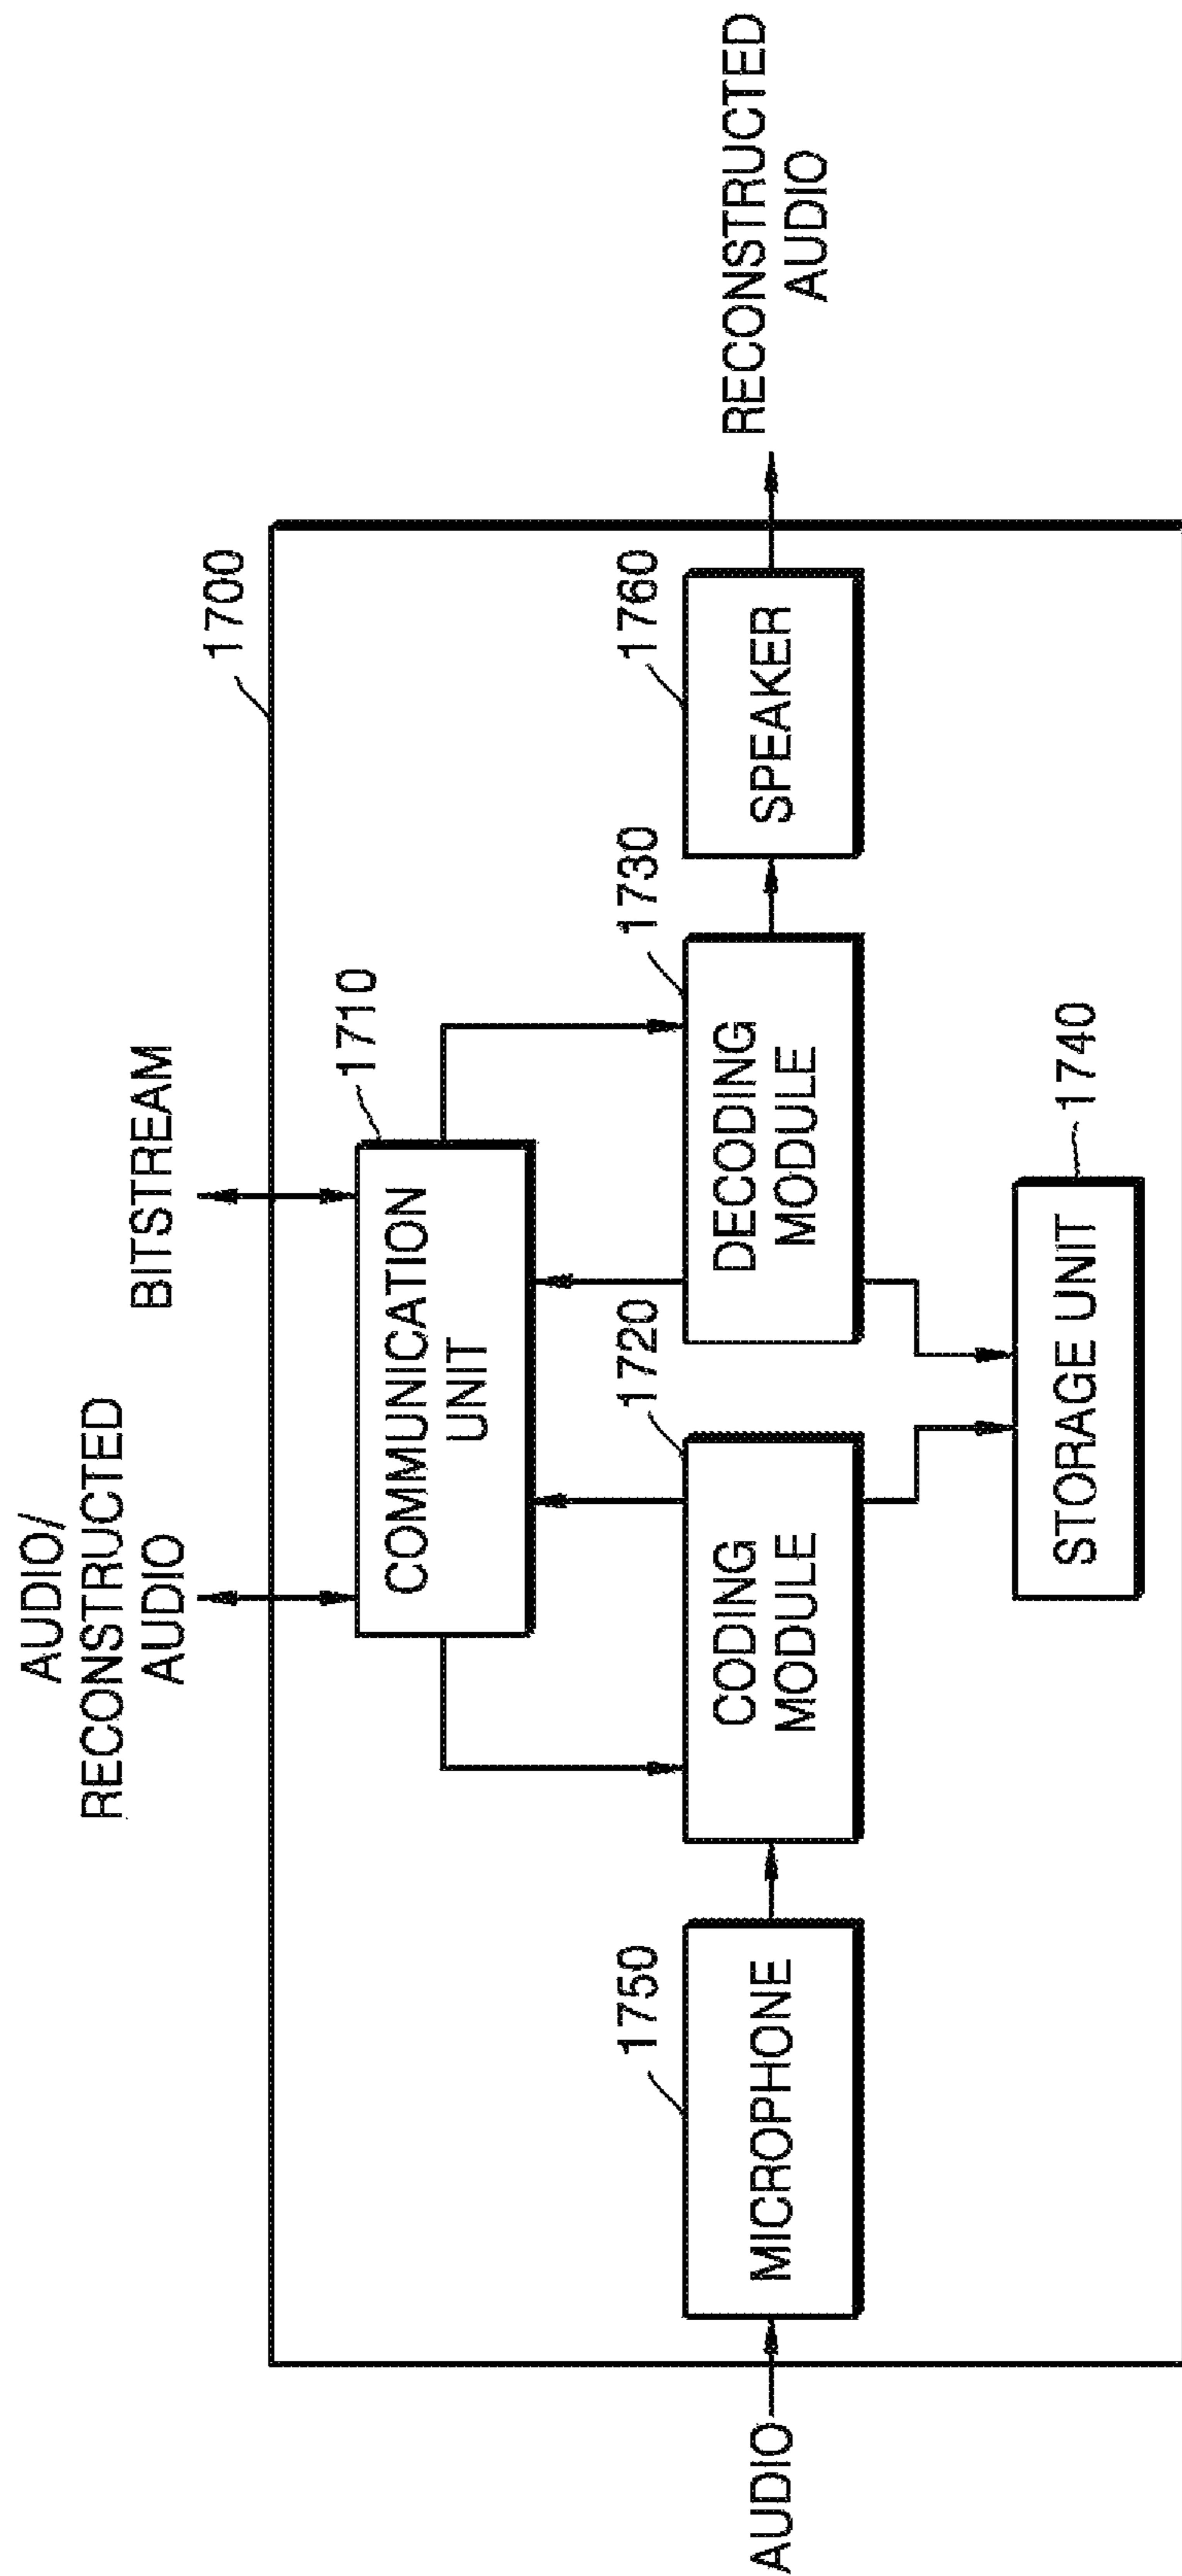 AUDIO/
RECONSTRUCTED
AUDIO
BITSTREAM
1700
1710
COMMUNICATION
UNIT
AUDIO
1750
MICROPHONE
1720
CODING
MODULE
1730
DECODING
MODULE
1760
SPEAKER
RECONSTRUCTED
AUDIO
1740
STORAGE UNIT